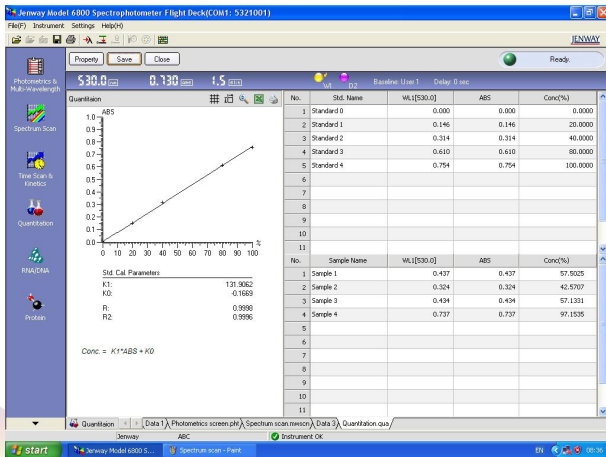 Jenway Model 6800 Spectrophotometer Flight Deck(COM1: 5321001)
File(F) Instrument Settings Help(H)
JENWAY
Property Save Close Ready.
530.0 nm 0.730 ABS 1.5 nm WI D2 Baseline: User 1 Delay: 0 sec
Photometrics & Multi-Wavelength
Spectrum Scan
Time Scan & Kinetics
Quantitation
RNA/DNA
Protein
Quantitaion
ABS
1.0
0.9
0.8
0.7
0.6
0.5
0.4
0.3
0.2
0.1
0.0
0 10 20 30 40 50 60 70 80 90 100 %
Std. Cal. Parameters
K1: 131.9062
K0: -0.1669
R: 0.9998
R2: 0.9996
Conc. = K1*ABS + K0
No. Std. Name WL1[530.0] ABS Conc(%)
1 Standard 0 0.000 0.000 0.0000
2 Standard 1 0.146 0.146 20.0000
3 Standard 2 0.314 0.314 40.0000
4 Standard 3 0.610 0.610 80.0000
5 Standard 4 0.754 0.754 100.0000
6
7
8
9
10
11
No. Sample Name WL1[530.0] ABS Conc(%)
1 Sample 1 0.437 0.437 57.5025
2 Sample 2 0.324 0.324 42.5707
3 Sample 3 0.434 0.434 57.1331
4 Sample 4 0.737 0.737 97.1535
5
6
7
8
9
10
11
Quantitaion Data 1 Photometrics screen.pht Spectrum scan.mwscn Data 3 Quantitation.qua
Jenway ABC Instrument OK
start Jenway Model 6800 S... Spectrum scan - Paint EN 08:36